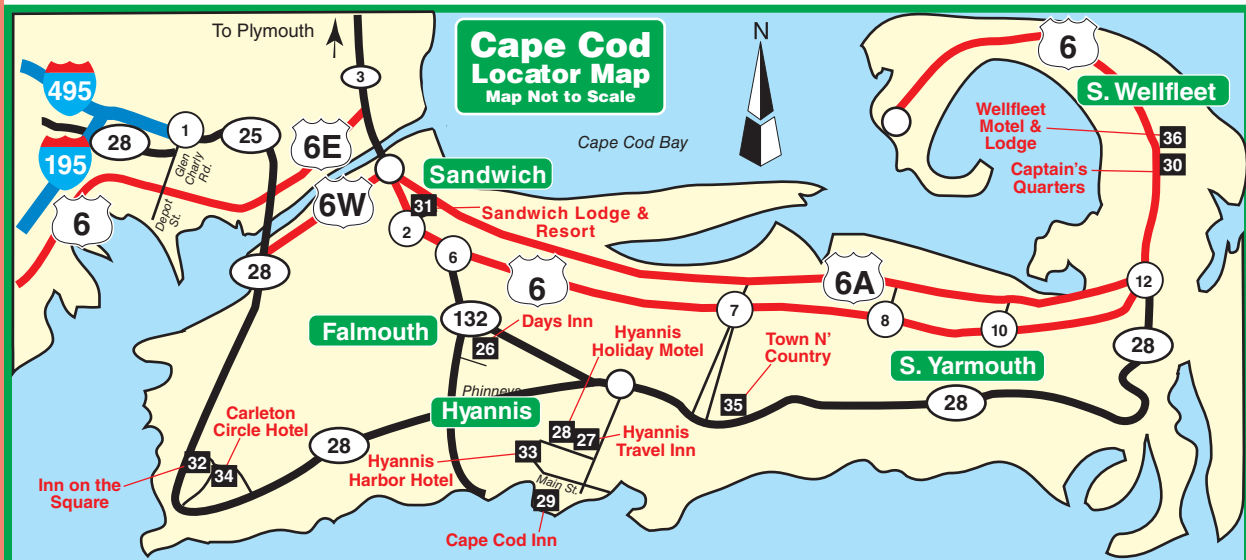 To Plymouth
Cape Cod
Locator Map
Map Not to Scale
N
6
S. Wellfleet
495
3
28
1
25
6E
Cape Cod Bay
Wellfleet
Motel &
Lodge
36
195
Glen
Charly
Rd.
Sandwich
30
Captain's
Quarters
6
Depot
St.
6W
31
Sandwich Lodge &
Resort
2
6
28
6
6A
12
7
8
10
132
Falmouth
Days Inn
26
Hyannis
Holiday Motel
Town N'
Country
28
S. Yarmouth
Phinneys
Hyannis
35
28
Carleton
Circle Hotel
28
28
27
Hyannis
Travel Inn
33
Hyannis
Harbor Hotel
32
34
Inn on the
Square
Main St.
29
Cape Cod Inn